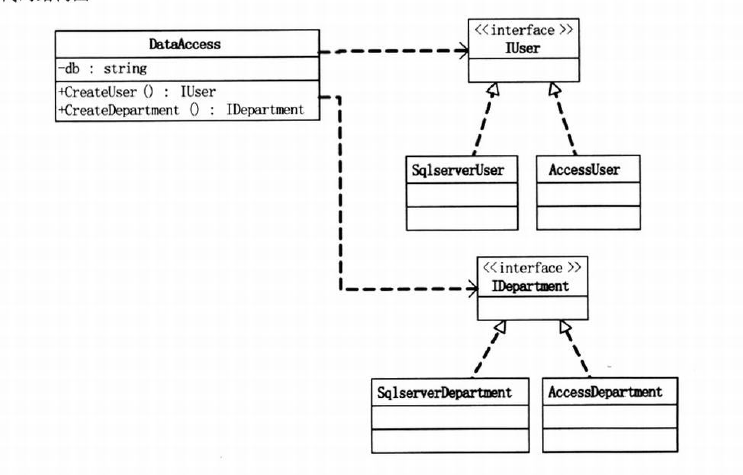 DataAccess
-db : string
+CreateUser () : IUser
+CreateDepartment () : IDepartment
<<interface>>
IUser
SqlserverUser
AccessUser
<<interface>>
IDepartment
SqlserverDepartment
AccessDepartment